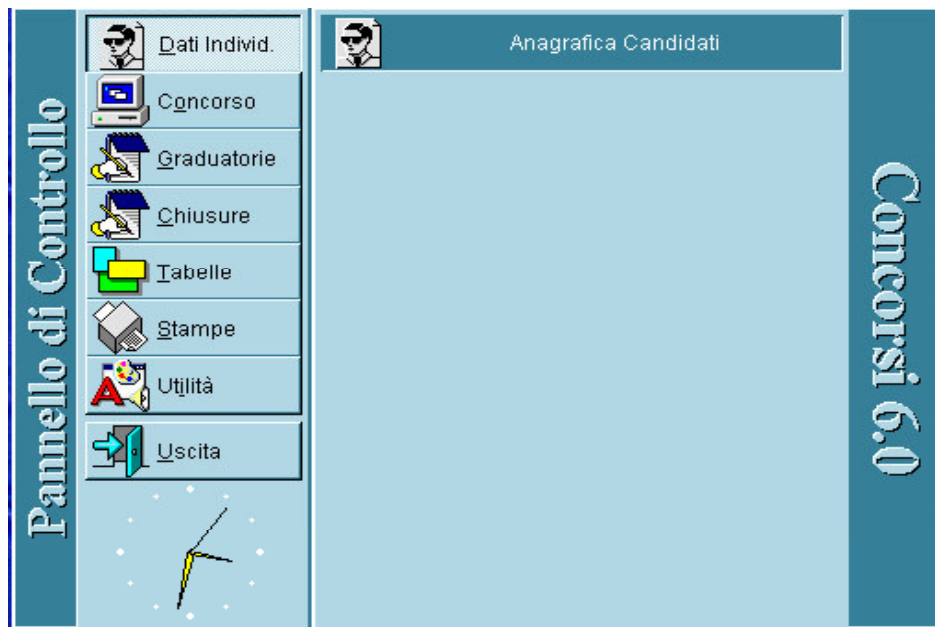 Pannello di Controllo
Dati Individ.
Concorso
Graduatorie
Chiusure
Tabelle
Stampe
Utilità
Uscita
Anagrafica Candidati
Concorsi 6.0